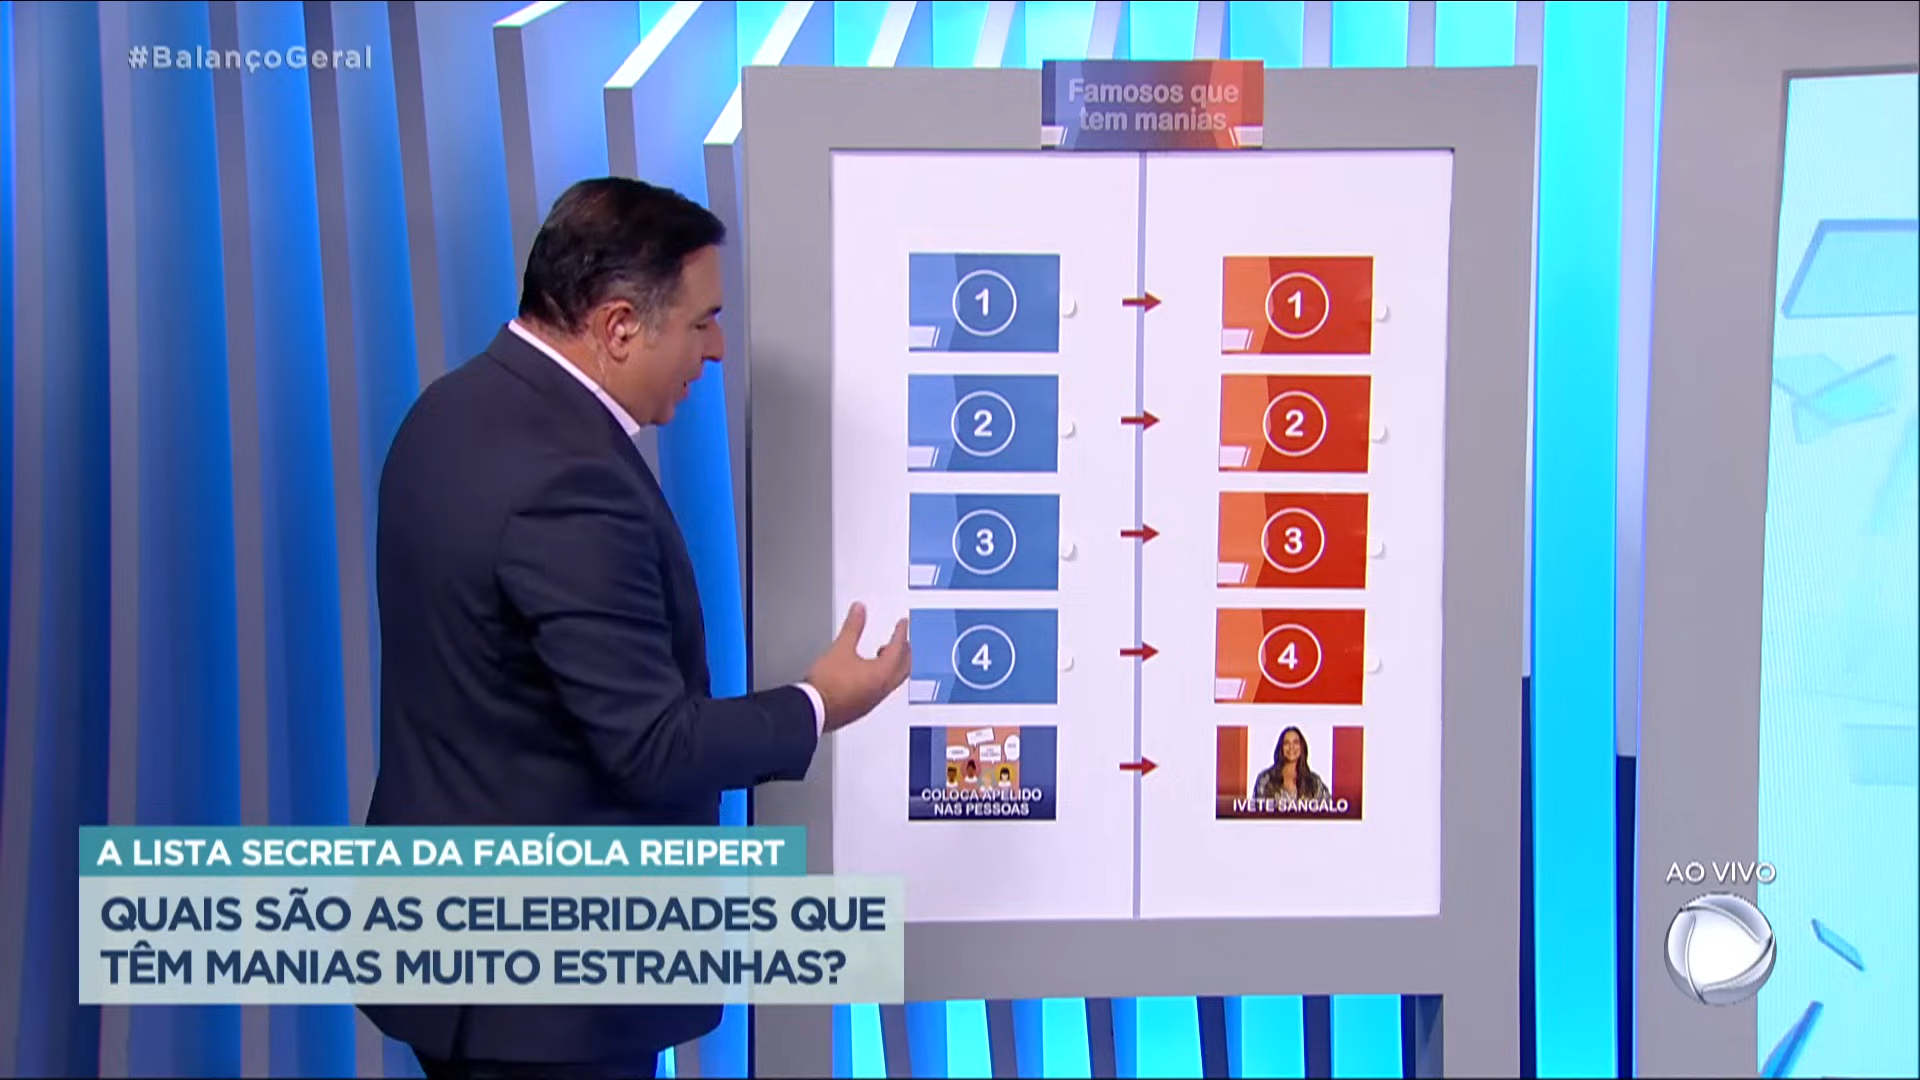 #BalançoGeral
Famosos que
tem manias
1
1
2
2
3
3
4
4
COLOCA APELIDO
NAS PESSOAS
IVETE SANGALO
A LISTA SECRETA DA FABÍOLA REIPERT
QUAIS SÃO AS CELEBRIDADES QUE
TÊM MANIAS MUITO ESTRANHAS?
AO VIVO